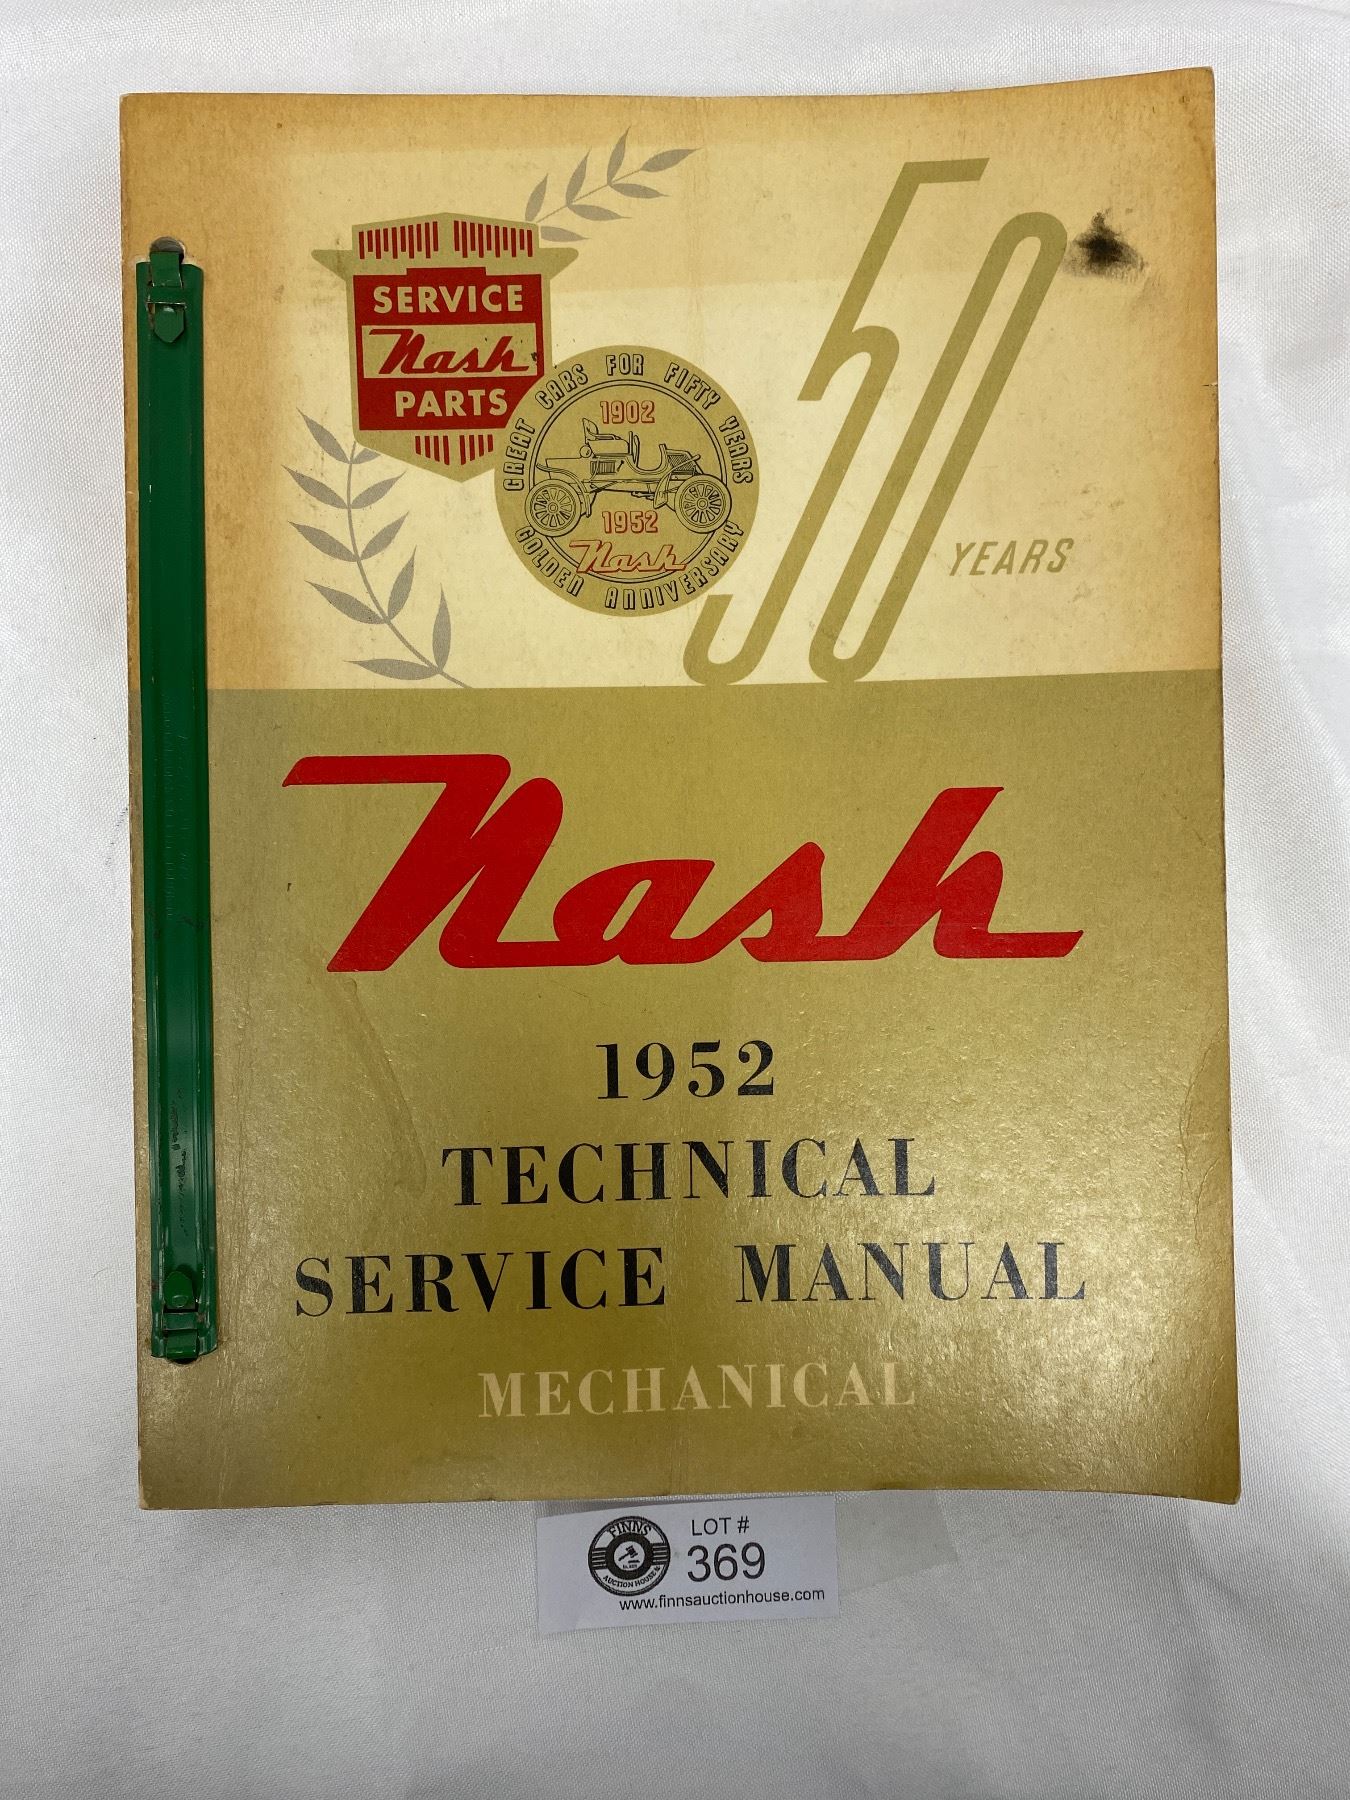 SERVICE
Nash
PARTS
50
YEARS
GREAT CARS FOR FIFTY YEARS
1902
1952
Nash
GOLDEN ANNIVERSARY
Nash
1952
TECHNICAL
SERVICE MANUAL
MECHANICAL
FINNS
AUCTION HOUSE
LOT #
369
www.finnsauctionhouse.com